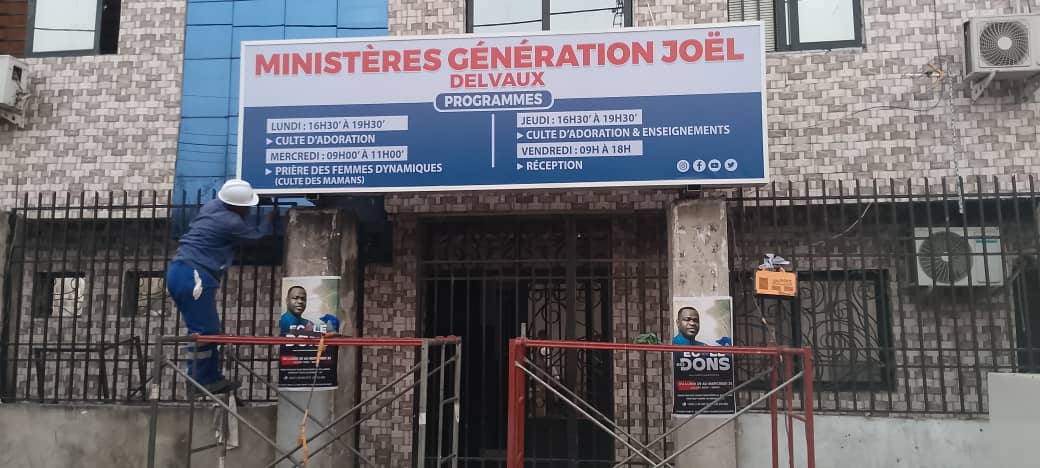 MINISTÈRES GÉNÉRATION JOËL
DELVAUX
PROGRAMMES
LUNDI : 16H30' À 19H30'
► CULTE D'ADORATION
MERCREDI : 09H00' À 11H00'
► PRIÈRE DES FEMMES DYNAMIQUES
(CULTE DES MAMANS)
JEUDI : 16H30' À 19H30'
► CULTE D'ADORATION & ENSEIGNEMENTS
VENDREDI : 09H À 18H
► RÉCEPTION
DONS
DONS